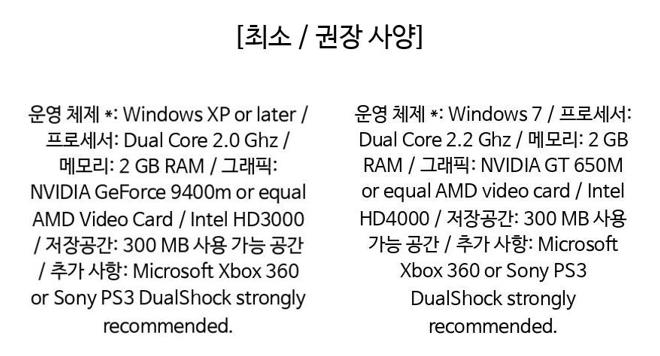 [최소 / 권장 사양]
운영 체제 *: Windows XP or later /
프로세서: Dual Core 2.0 Ghz /
메모리: 2 GB RAM / 그래픽:
NVIDIA GeForce 9400m or equal
AMD Video Card / Intel HD3000
/ 저장공간: 300 MB 사용 가능 공간
/ 추가 사항: Microsoft Xbox 360
or Sony PS3 DualShock strongly
recommended.
운영 체제 *: Windows 7 / 프로세서:
Dual Core 2.2 Ghz / 메모리: 2 GB
RAM / 그래픽: NVIDIA GT 650M
or equal AMD video card / Intel
HD4000 / 저장공간: 300 MB 사용
가능 공간 / 추가 사항: Microsoft
Xbox 360 or Sony PS3
DualShock strongly
recommended.